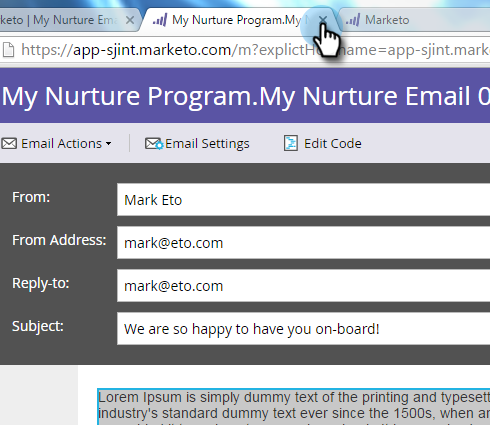 keto | My Nurture Em
My Nurture Program.My
Marketo
https://app-sjint.marketo.com/m?explictHo name=app-sjint.mark
My Nurture Program.My Nurture Email 0
Email Actions
Email Settings
Edit Code
From:
Mark Eto
From Address:
mark@eto.com
Reply-to:
mark@eto.com
Subject:
We are so happy to have you on-board!
Lorem Ipsum is simply dummy text of the printing and typesett
industry's standard dummy text ever since the 1500s, when an